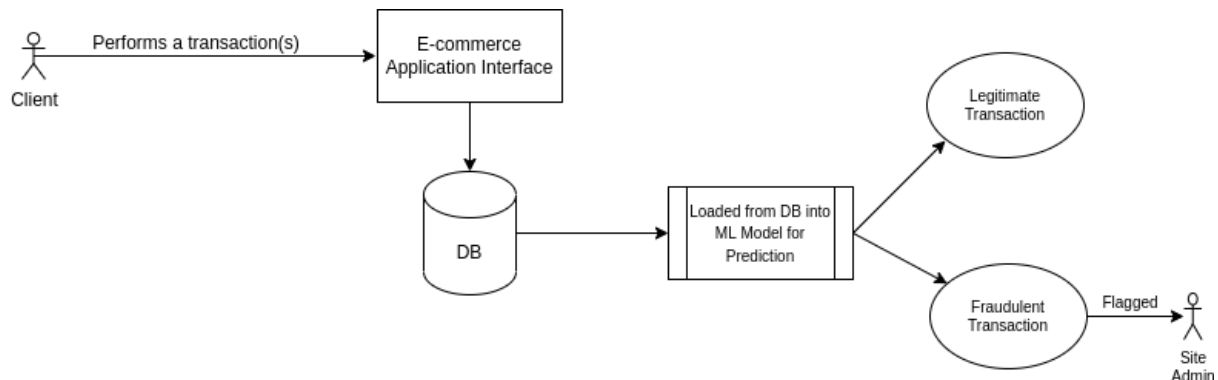 Performs a transaction(s)
Client
E-commerce
Application Interface
DB
Loaded from DB into
ML Model for
Prediction
Legitimate
Transaction
Fraudulent
Transaction
Flagged
Site
Admin